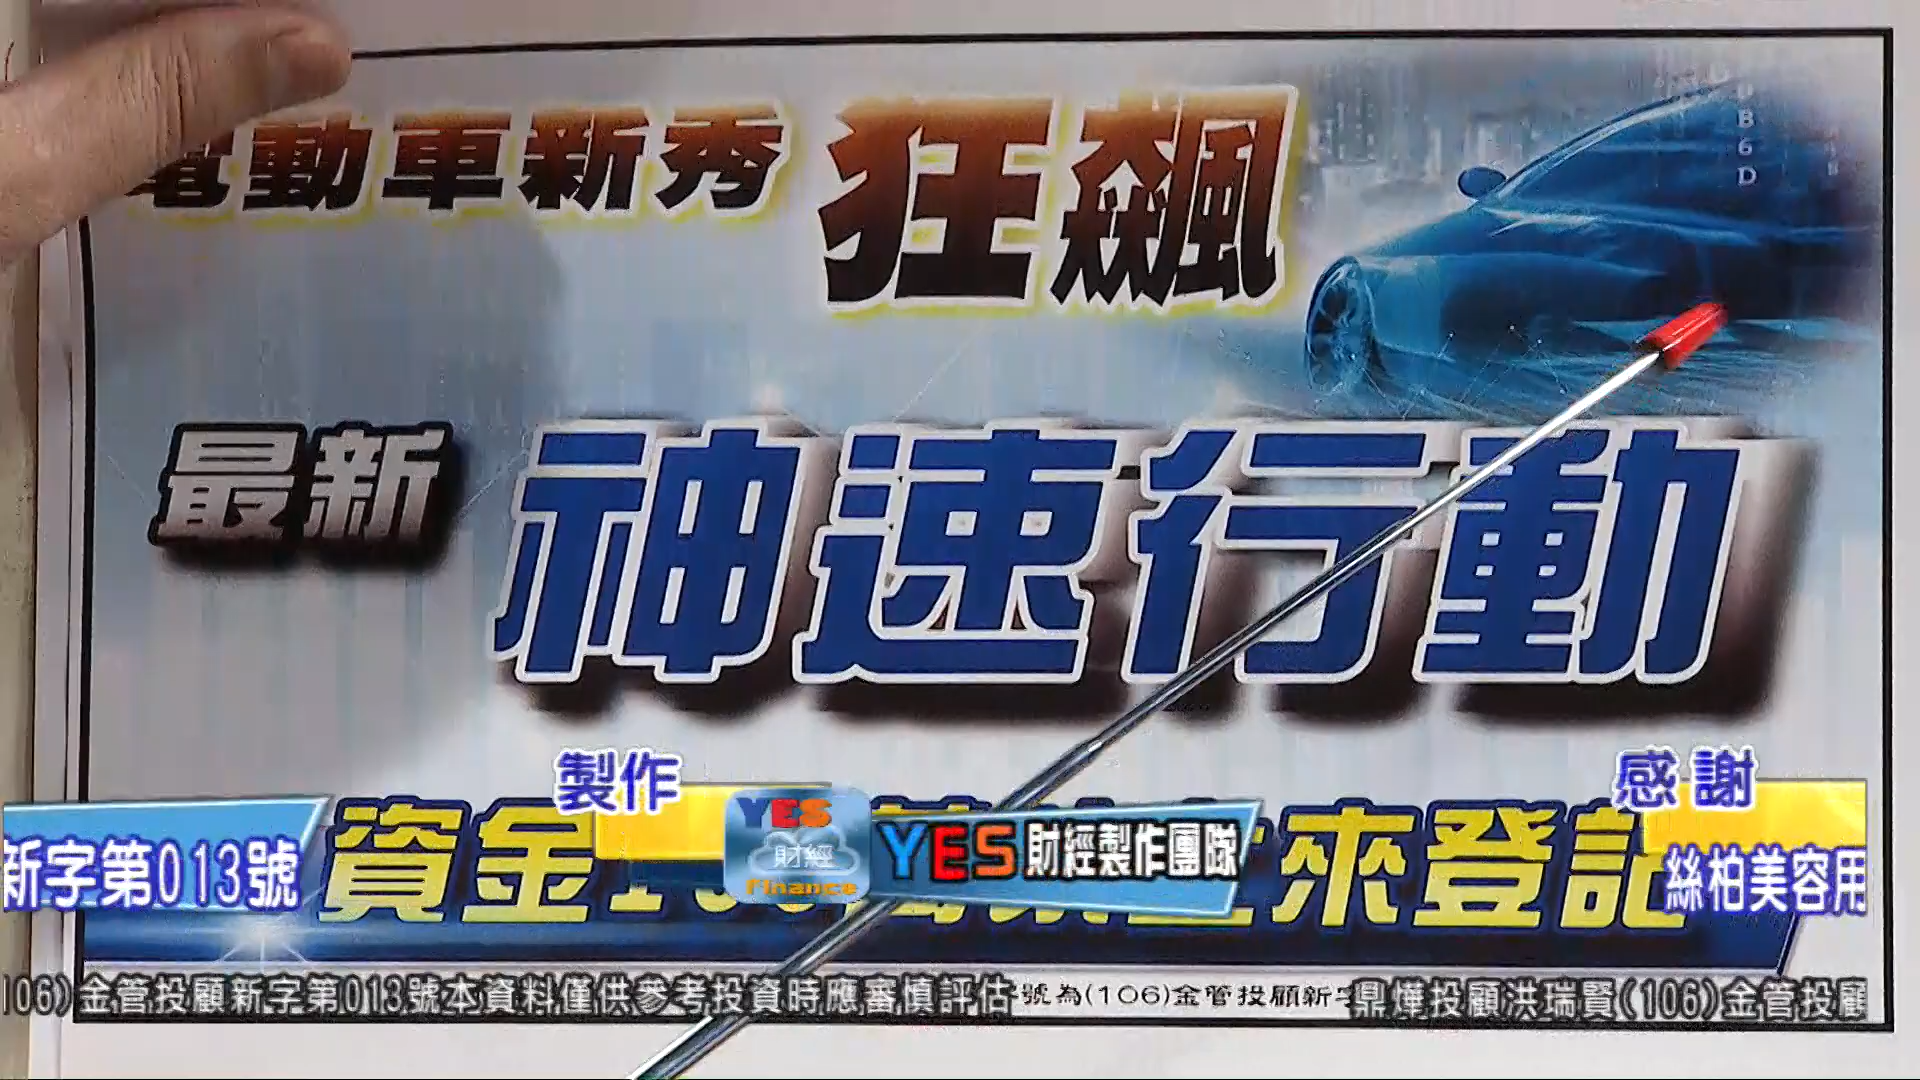 電動車新秀 狂飆
DB6D
最新 神速行動
製作
感謝
資金
來登記
新字第013號
YES
財經
finance
YES財經製作團隊
絲柏美容用
106)金管投顧新字第013號本資料僅供參考投資時應審慎評估
號為(106)金管投顧新字
鼎燁投顧洪瑞賢(106)金管投顧